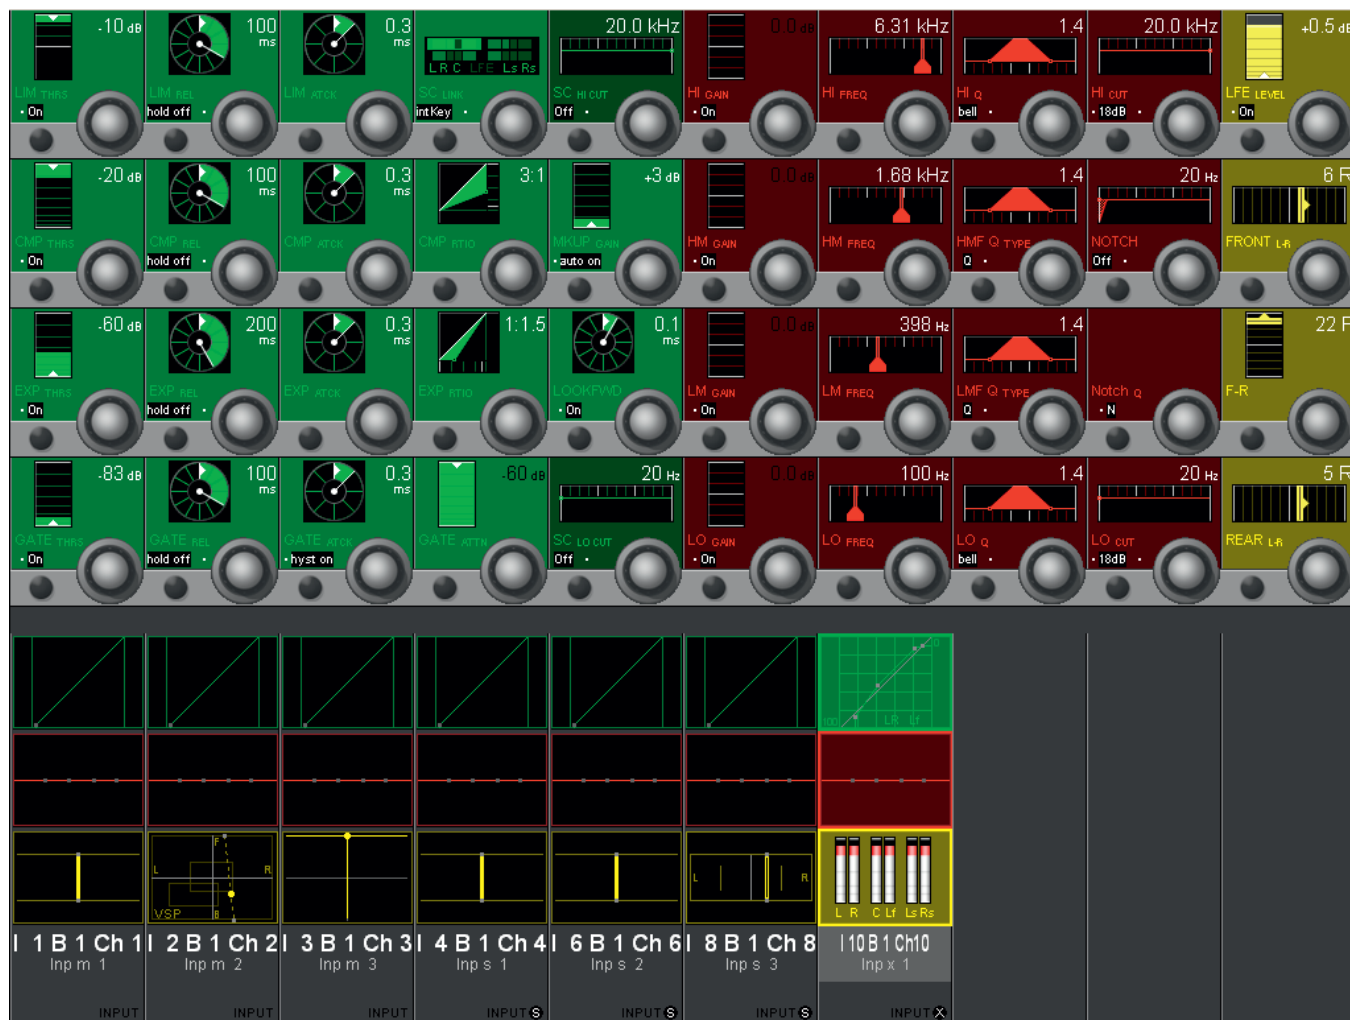 -10 dB 100 ms 0.3 ms 20.0 kHz 0.0 dB 6.31 kHz 1.4 20.0 kHz +0.5 dB
L R C LFE Ls Rs
LIM THRS LIM REL LIM ATCK SC LINK SC HI CUT HI GAIN HI FREQ HI Q HI CUT LFE LEVEL
On hold off intKey Off On bell 18dB On
-20 dB 100 ms 0.3 ms 3:1 +3 dB 0.0 dB 1.68 kHz 1.4 20 Hz 6 R
CMP THRS CMP REL CMP ATCK CMP RTIO MKUP GAIN HM GAIN HM FREQ HMF Q TYPE NOTCH FRONT L-R
On hold off auto on On Q Off
-60 dB 200 ms 0.3 ms 1:1.5 0.1 ms 0.0 dB 398 Hz 1.4 22 F
EXP THRS EXP REL EXP ATCK EXP RTIO LOOKFWD LM GAIN LM FREQ LMF Q TYPE Notch Q F-R
On hold off On On Q N
-83 dB 100 ms 0.3 ms -60 dB 20 Hz 0.0 dB 100 Hz 1.4 20 Hz 5 R
GATE THRS GATE REL GATE ATCK GATE ATTN SC LO CUT LO GAIN LO FREQ LO Q LO CUT REAR L-R
On hold off hyst on Off On bell 18dB
LR Lf
F
L R L R
VSP B L R C Lf Ls Rs
I 1 B 1 Ch 1 I 2 B 1 Ch 2 I 3 B 1 Ch 3 I 4 B 1 Ch 4 I 6 B 1 Ch 6 I 8 B 1 Ch 8 I 10 B 1 Ch10
Inp m 1 Inp m 2 Inp m 3 Inp s 1 Inp s 2 Inp s 3 Inp x 1
INPUT INPUT INPUT INPUT S INPUT S INPUT S INPUT X